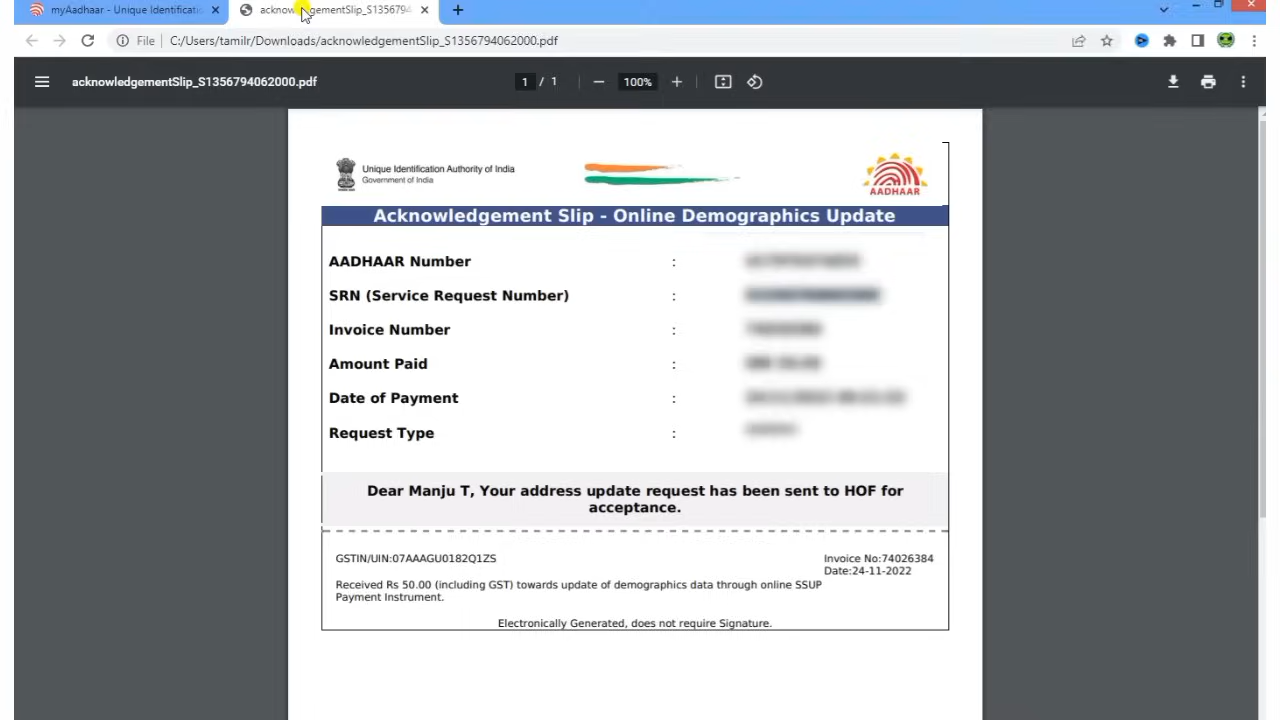 myAadhaar - Unique Identificati
File C:/Users/tamilr/Downloads/acknowledgementSlip_S1356794062000.pdf
acknowledgementSlip_S1356794062000.pdf
1 / 1
100%
Unique Identification Authority of India
Government of India
AADHAAR
Acknowledgement Slip - Online Demographics Update
AADHAAR Number :
SRN (Service Request Number) :
Invoice Number :
Amount Paid :
Date of Payment :
Request Type :
Dear Manju T, Your address update request has been sent to HOF for
acceptance.
GSTIN/UIN:07AAAGU0182Q1ZS
Invoice No:74026384
Date:24-11-2022
Received Rs 50.00 (including GST) towards update of demographics data through online SSUP
Payment Instrument.
Electronically Generated, does not require Signature.